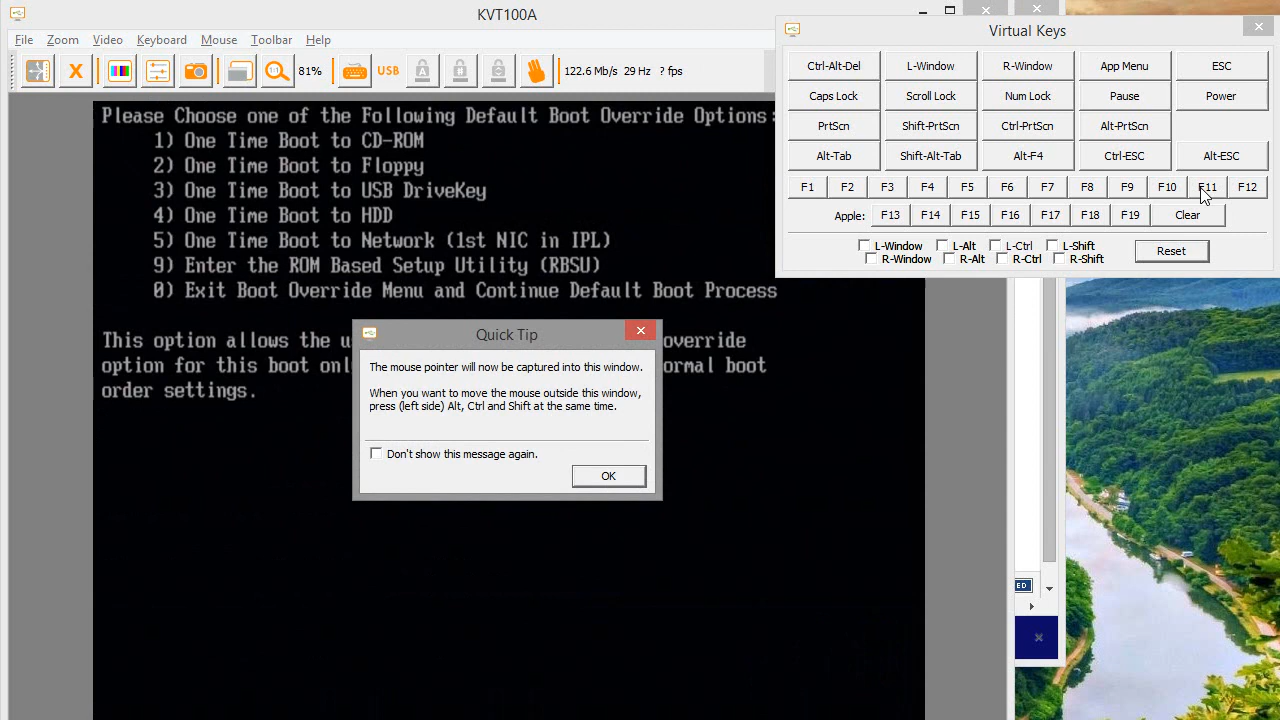 KVT100A
File Zoom Video Keyboard Mouse Toolbar Help
1:1 81% USB A # 122.6 Mb/s 29 Hz ? fps
Please Choose one of the Following Default Boot Override Options:
1) One Time Boot to CD-ROM
2) One Time Boot to Floppy
3) One Time Boot to USB DriveKey
4) One Time Boot to HDD
5) One Time Boot to Network (1st NIC in IPL)
9) Enter the ROM Based Setup Utility (RBSU)
0) Exit Boot Override Menu and Continue Default Boot Process
This option allows the u override
option for this boot onl ormal boot
order settings.
Quick Tip
The mouse pointer will now be captured into this window.
When you want to move the mouse outside this window,
press (left side) Alt, Ctrl and Shift at the same time.
Don't show this message again.
OK
Virtual Keys
Ctrl-Alt-Del L-Window R-Window App Menu ESC
Caps Lock Scroll Lock Num Lock Pause Power
PrtScn Shift-PrtScn Ctrl-PrtScn Alt-PrtScn
Alt-Tab Shift-Alt-Tab Alt-F4 Ctrl-ESC Alt-ESC
F1 F2 F3 F4 F5 F6 F7 F8 F9 F10 F11 F12
Apple: F13 F14 F15 F16 F17 F18 F19 Clear
L-Window L-Alt L-Ctrl L-Shift
R-Window R-Alt R-Ctrl R-Shift
Reset
ED